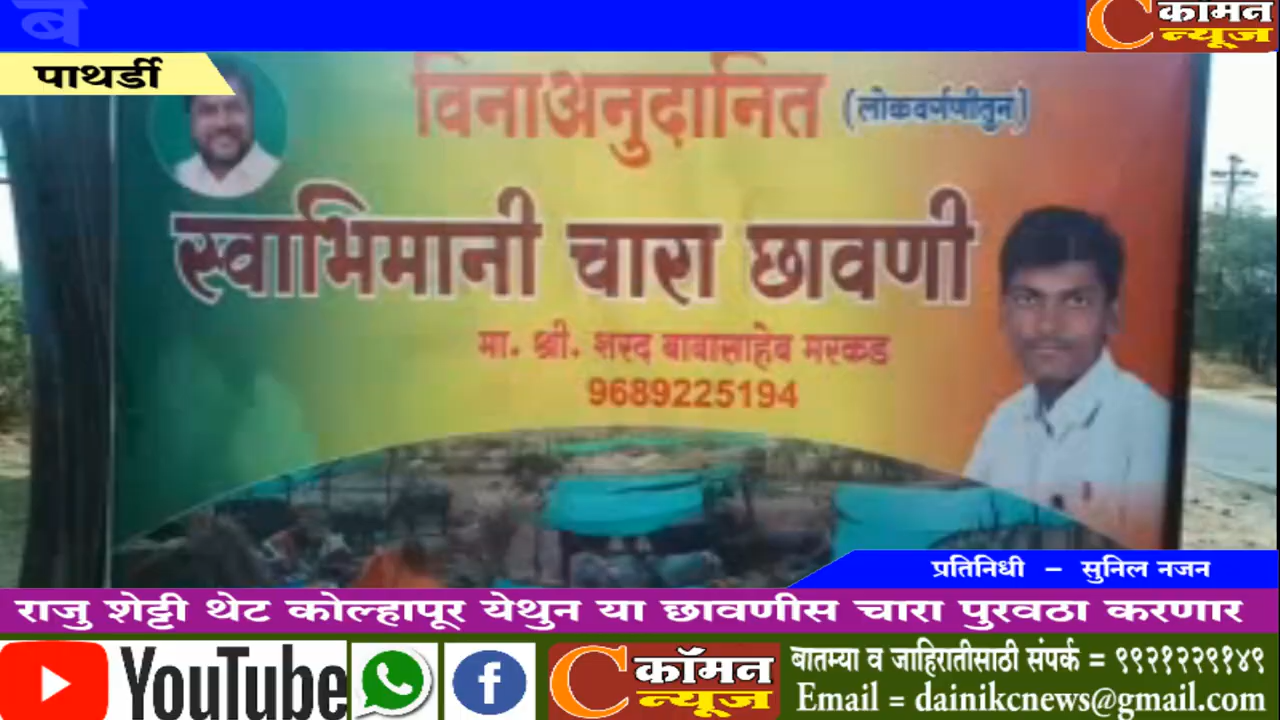 ब
C कॉमन
न्यूज
पाथर्डी
विनाअनुदानित (लोकवर्गणीतुन)
स्वाभिमानी चारा छावणी
मा. श्री. शरद बाबासाहेब मरकड
9689225194
प्रतिनिधी – सुनिल नजन
राजु शेट्टी थेट कोल्हापूर येथुन या छावणीस चारा पुरवठा करणार
YouTube
C कॉमन
न्यूज
बातम्या व जाहिरातीसाठी संपर्क = ९९२१२२९१४९
Email = dainikcnews@gmail.com